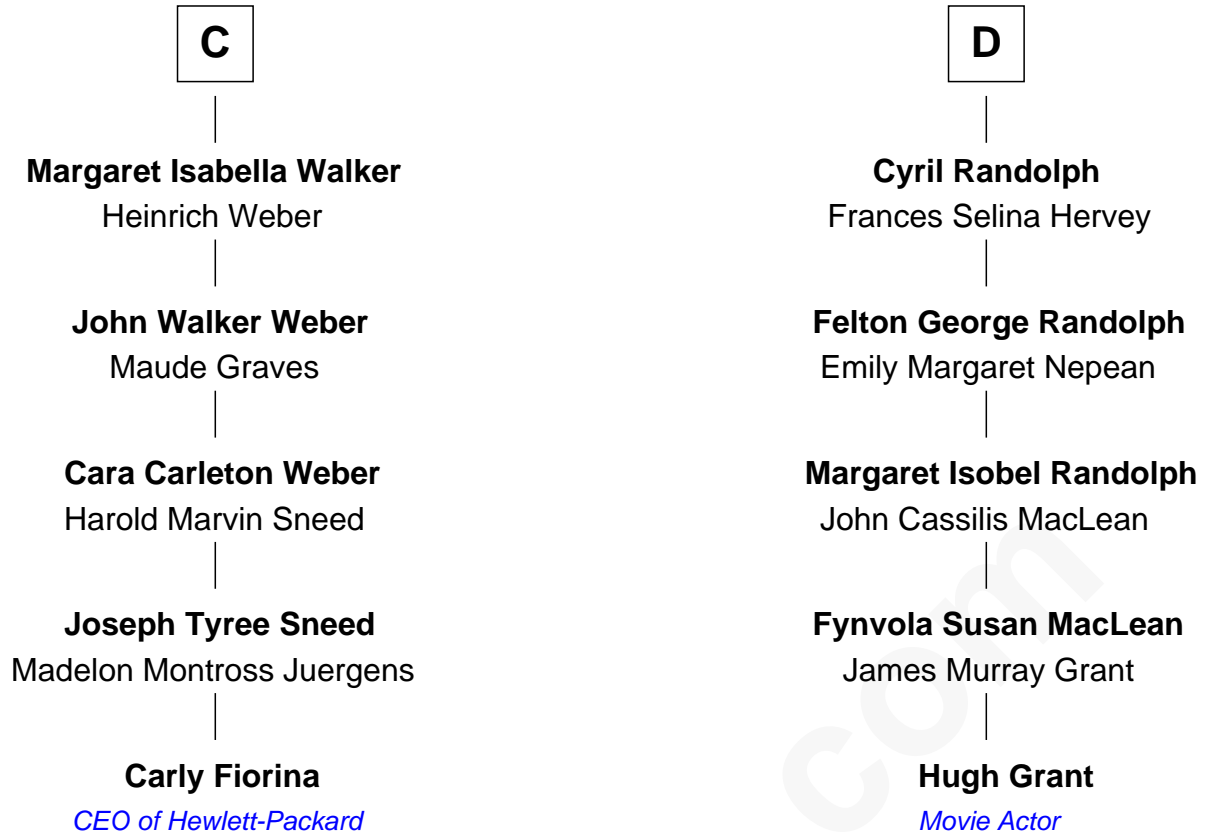 C
Margaret Isabella Walker
Heinrich Weber
John Walker Weber
Maude Graves
Cara Carleton Weber
Harold Marvin Sneed
Joseph Tyree Sneed
Madelon Montross Juergens
Carly Fiorina
CEO of Hewlett-Packard
D
Cyril Randolph
Frances Selina Hervey
Felton George Randolph
Emily Margaret Nepean
Margaret Isobel Randolph
John Cassilis MacLean
Fynvola Susan MacLean
James Murray Grant
Hugh Grant
Movie Actor
com